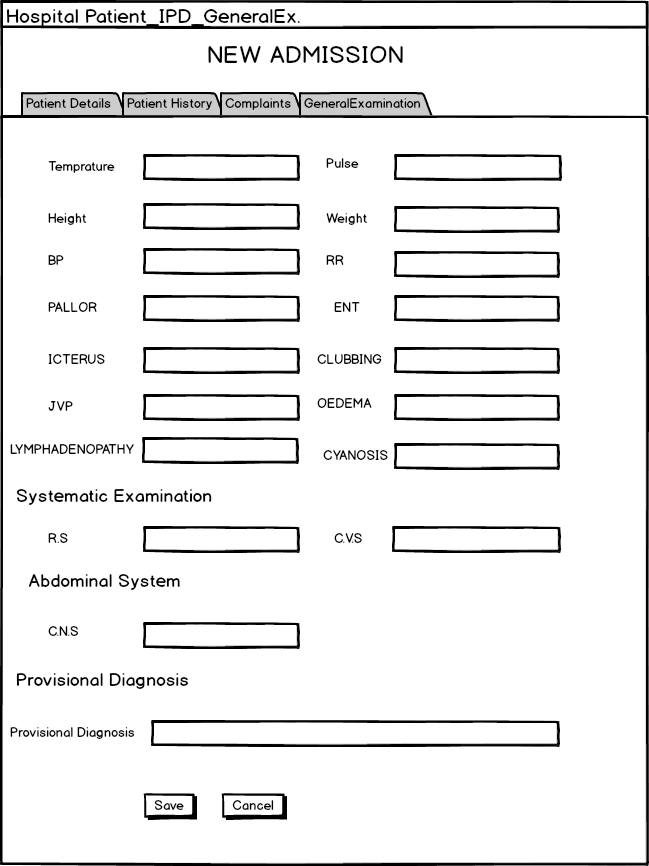 Hospital Patient_IPD_GeneralEx.
NEW ADMISSION
Patient Details Patient History Complaints GeneralExamination
Temprature Pulse
Height Weight
BP RR
PALLOR ENT
ICTERUS CLUBBING
JVP OEDEMA
LYMPHADENOPATHY CYANOSIS
Systematic Examination
R.S C.V.S
Abdominal System
C.N.S
Provisional Diagnosis
Provisional Diagnosis
Save Cancel